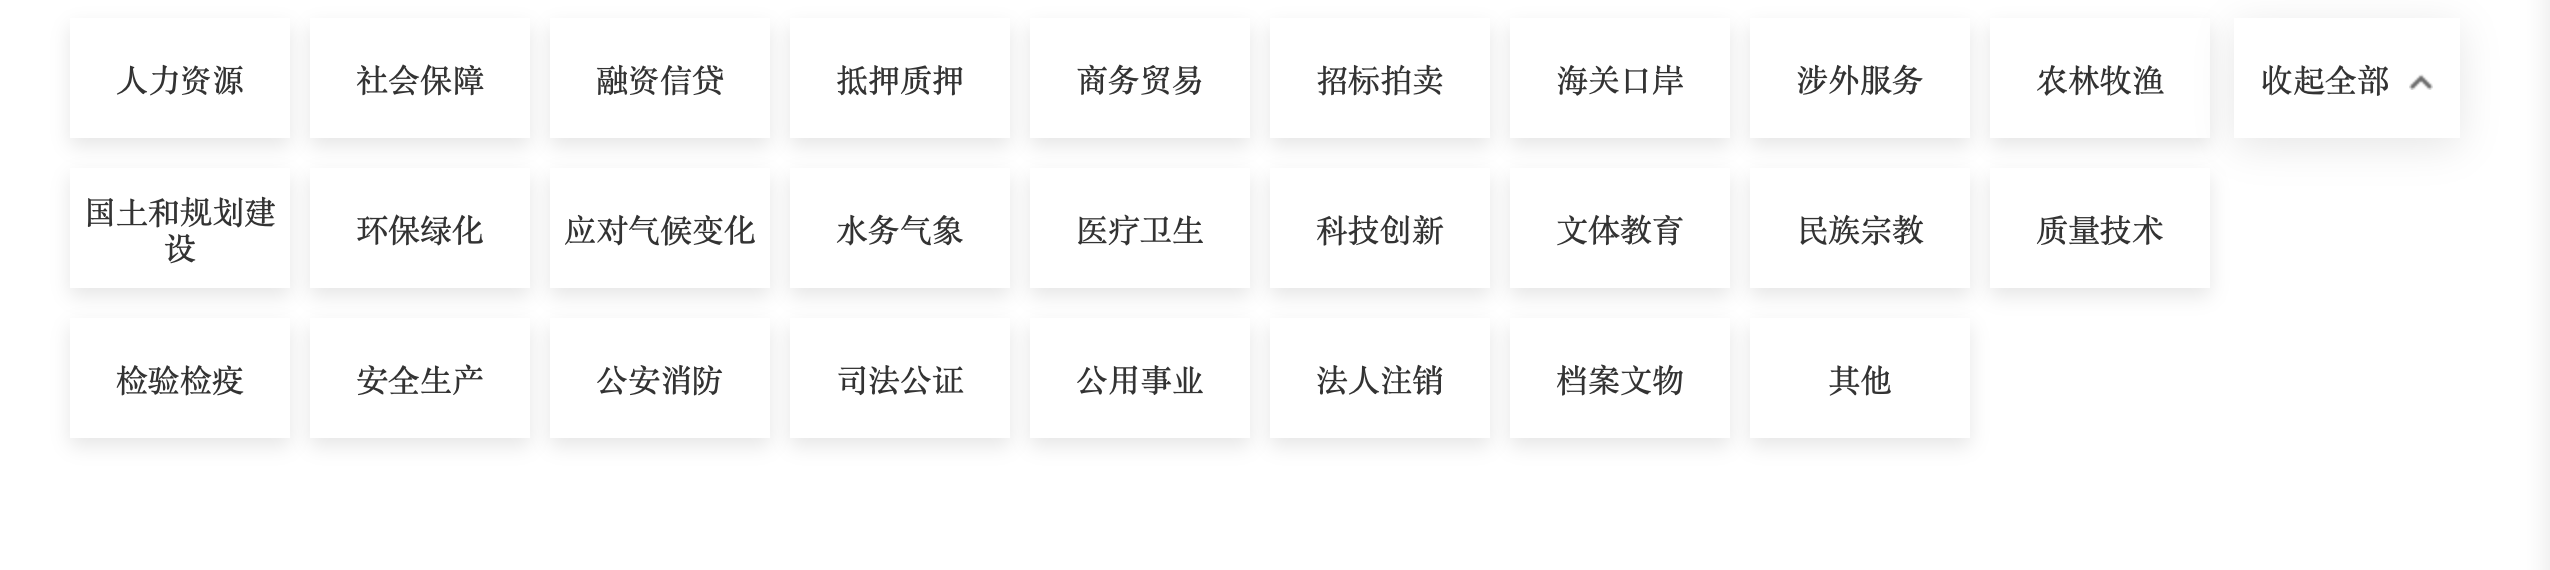 人力资源 社会保障 融资信贷 抵押质押 商务贸易 招标拍卖 海关口岸 涉外服务 农林牧渔 收起全部
国土和规划建
设
环保绿化 应对气候变化 水务气象 医疗卫生 科技创新 文体教育 民族宗教 质量技术
检验检疫 安全生产 公安消防 司法公证 公用事业 法人注销 档案文物 其他